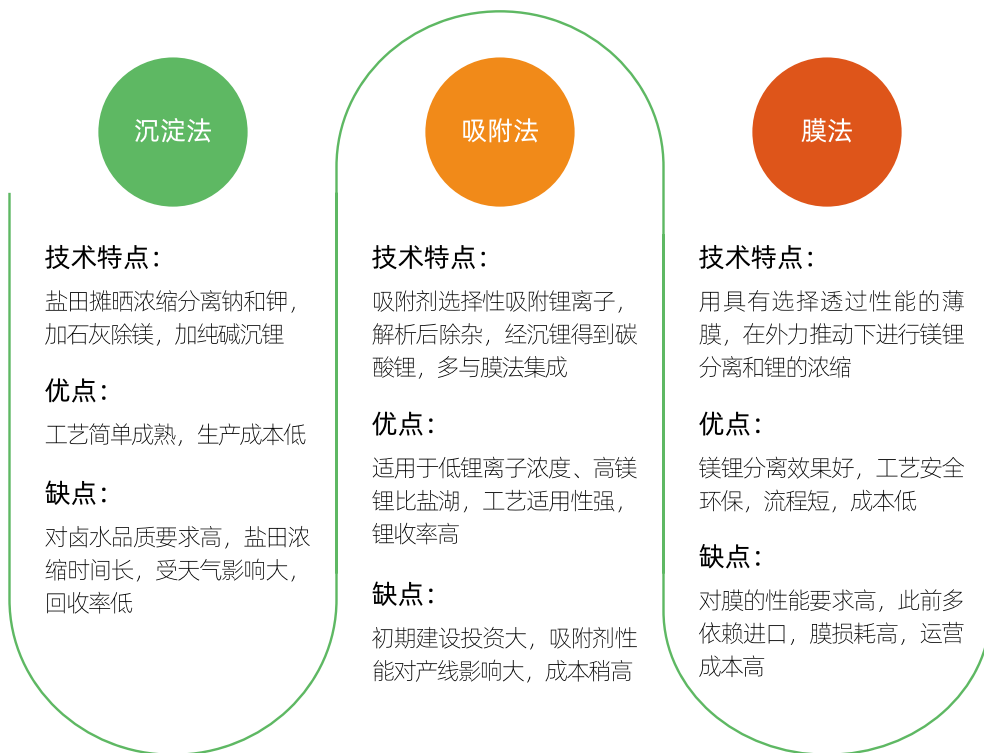 沉淀法
技术特点：
盐田摊晒浓缩分离钠和钾，
加石灰除镁，加纯碱沉锂
优点：
工艺简单成熟，生产成本低
缺点：
对卤水品质要求高，盐田浓
缩时间长，受天气影响大，
回收率低
吸附法
技术特点：
吸附剂选择性吸附锂离子，
解析后除杂，经沉锂得到碳
酸锂，多与膜法集成
优点：
适用于低锂离子浓度、高镁
锂比盐湖，工艺适用性强，
锂收率高
缺点：
初期建设投资大，吸附剂性
能对产线影响大，成本稍高
膜法
技术特点：
用具有选择透过性能的薄
膜，在外力推动下进行镁锂
分离和锂的浓缩
优点：
镁锂分离效果好，工艺安全
环保，流程短，成本低
缺点：
对膜的性能要求高，此前多
依赖进口，膜损耗高，运营
成本高